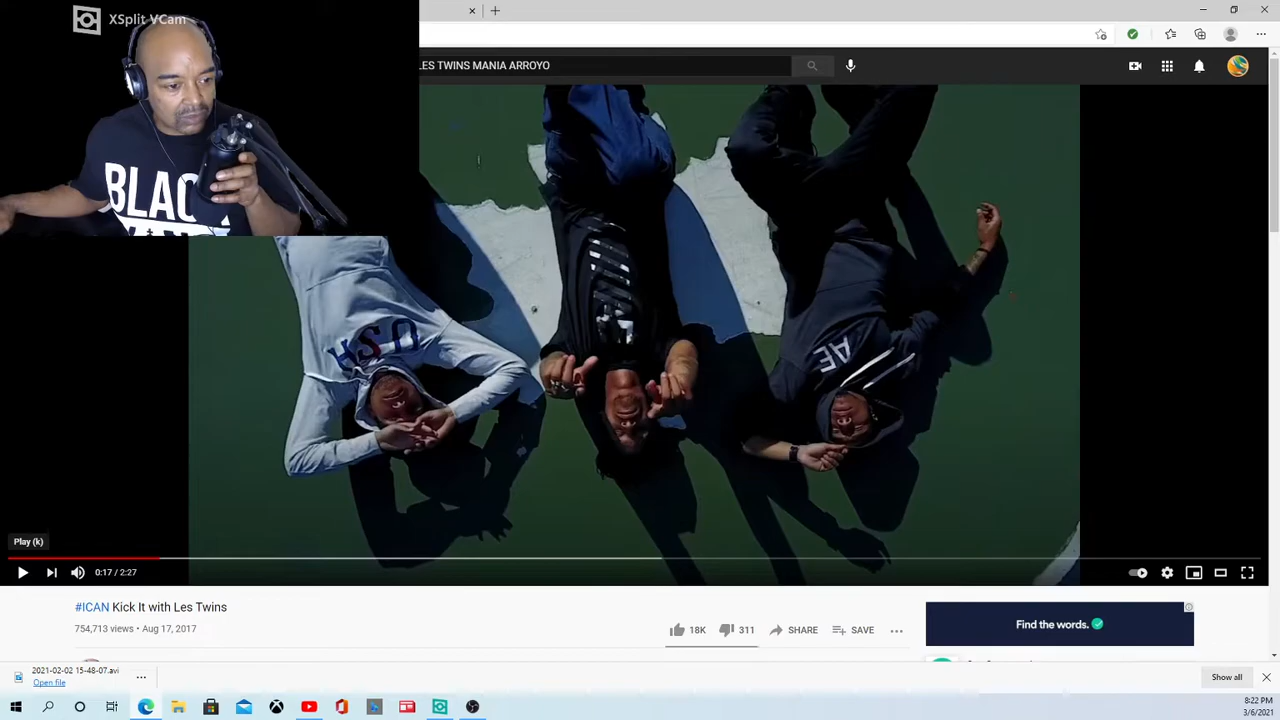 XSplit VCam
LES TWINS MANIA ARROYO
BLAC
USA
AE
Play (k)
0:17 / 2:27
#ICAN Kick It with Les Twins
754,713 views • Aug 17, 2017
18K
311
SHARE
SAVE
Find the words.
2021-02-02 15-48-07.avi
Open file
Show all
8:22 PM
3/6/2021